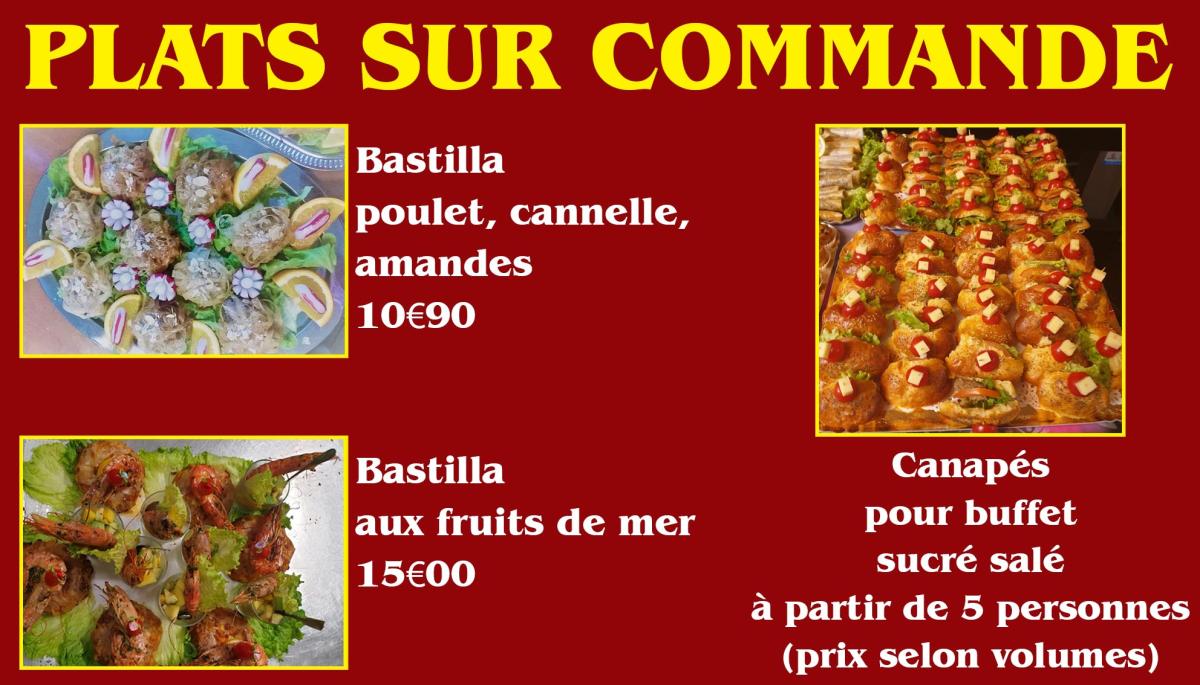 PLATS SUR COMMANDE
Bastilla
poulet, cannelle,
amandes
10€90
Bastilla
aux fruits de mer
15€00
Canapés
pour buffet
sucré salé
à partir de 5 personnes
(prix selon volumes)